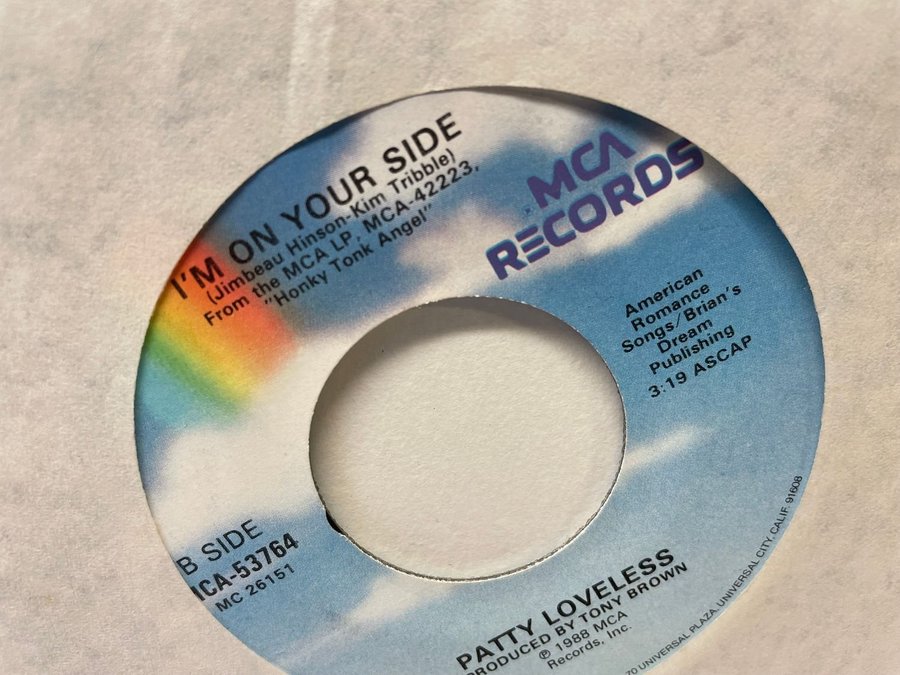 I'M ON YOUR SIDE
(Jimbeau Hinson-Kim Tribble)
From the MCA LP, MCA-42223,
"Honky Tonk Angel"
MCA
RECORDS
American
Romance
Songs/Brian's
Dream
Publishing
3:19 ASCAP
B SIDE
MCA-53764
MC 26151
PATTY LOVELESS
PRODUCED BY TONY BROWN
℗ 1988 MCA
Records, Inc.
70 UNIVERSAL PLAZA, UNIVERSAL CITY, CALIF. 91608